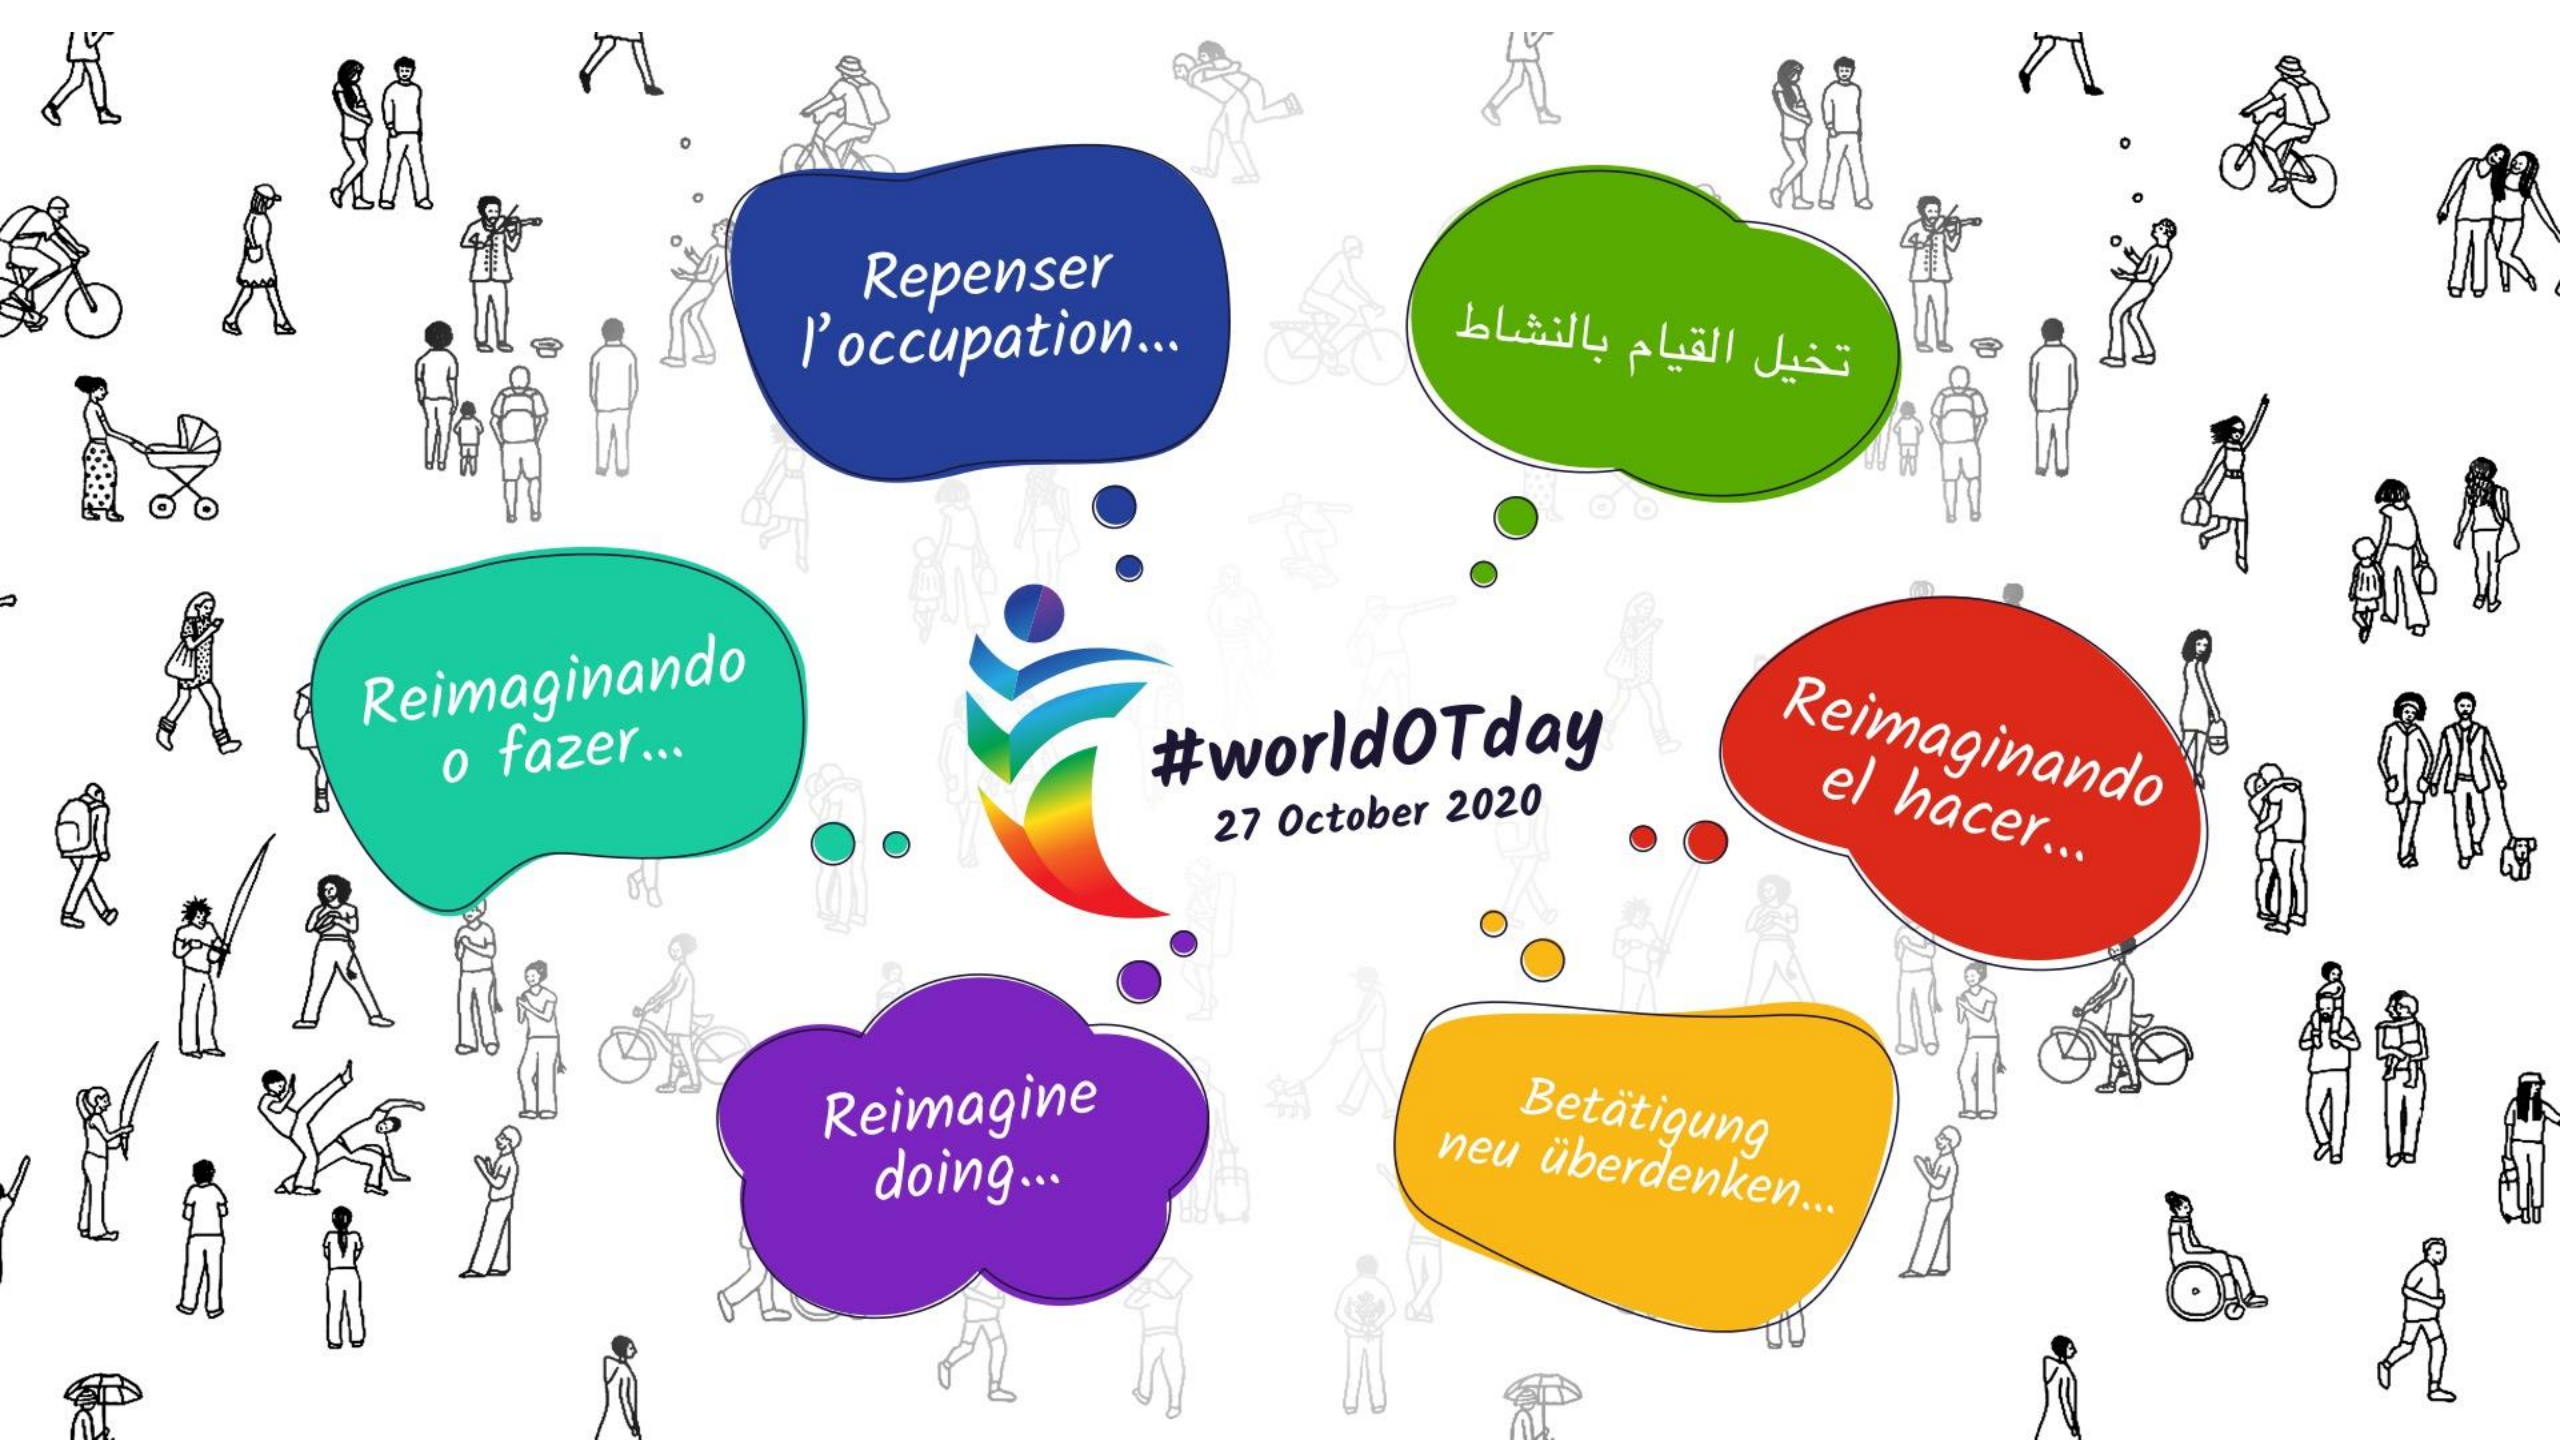 Repenser
l'occupation...
تخيل القيام بالنشاط
Reimaginando
o fazer...
#worldOTday
27 October 2020
Reimaginando
el hacer...
Reimagine
doing...
Betätigung
neu überdenken...